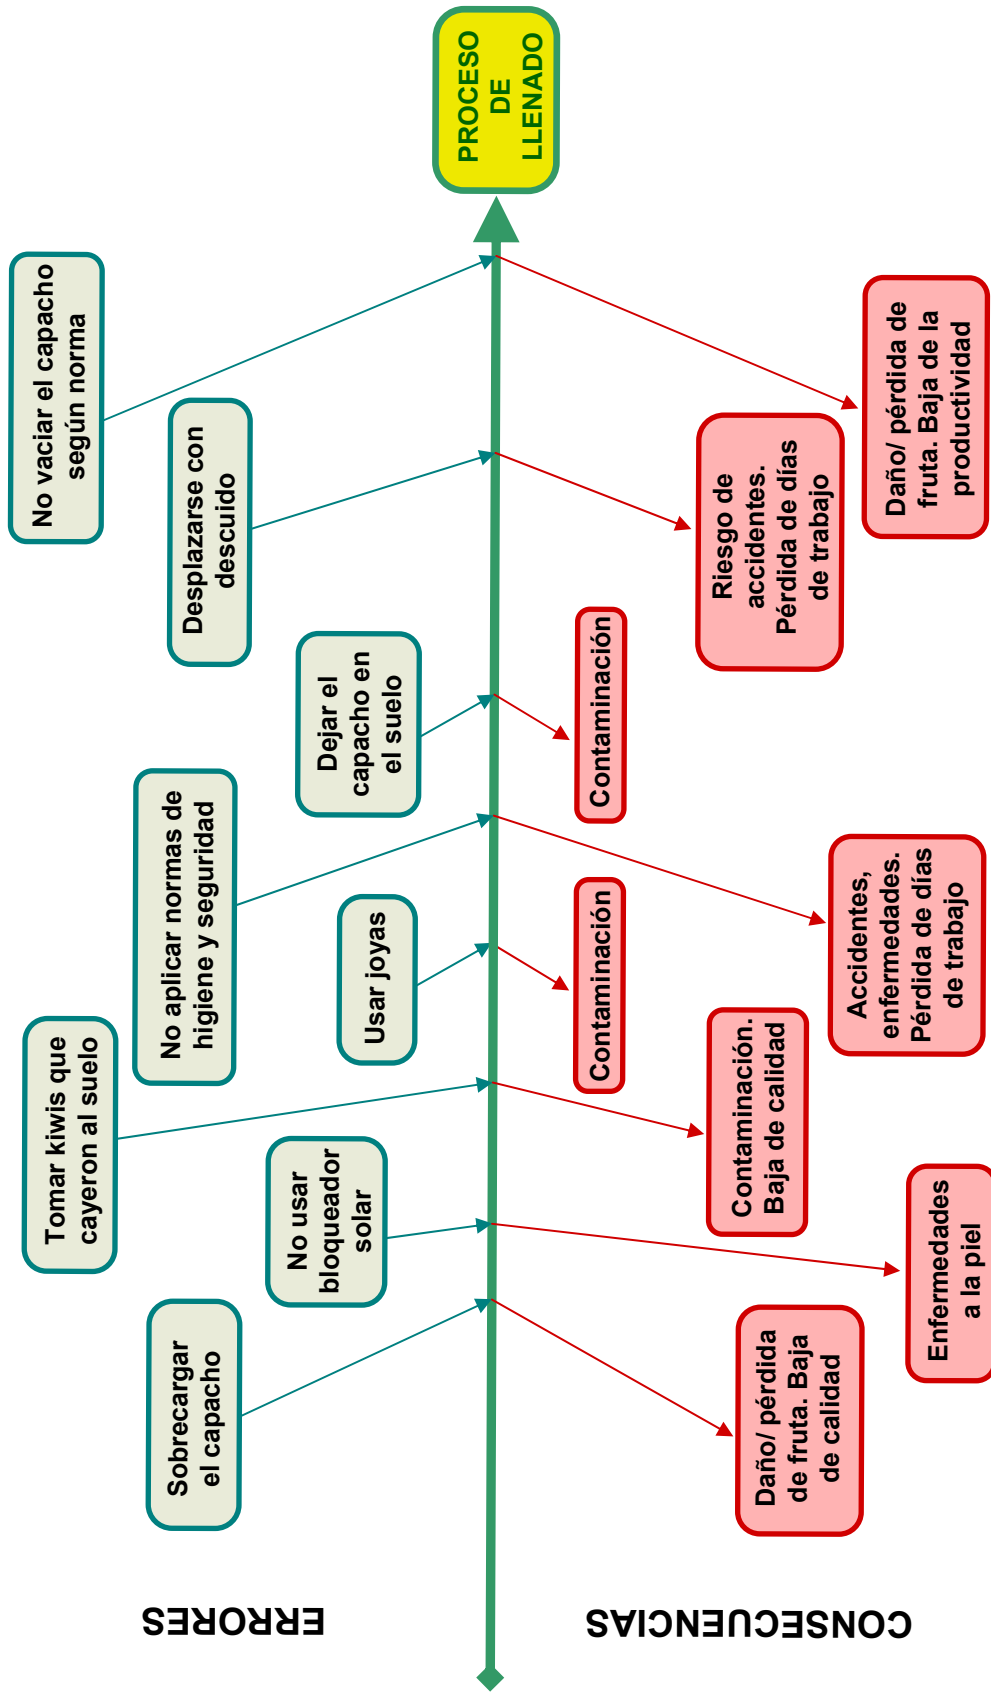 ERRORES
Sobrecargar
el capacho
No usar
bloqueador
solar
Tomar kiwis que
cayeron al suelo
Usar joyas
No aplicar normas de
higiene y seguridad
Dejar el
capacho en
el suelo
Desplazarse con
descuido
No vaciar el capacho
según norma
PROCESO
DE
LLENADO
CONSECUENCIAS
Daño/ pérdida
de fruta. Baja
de calidad
Enfermedades
a la piel
Contaminación.
Baja de calidad
Contaminación
Accidentes,
enfermedades.
Pérdida de días
de trabajo
Contaminación
Riesgo de
accidentes.
Pérdida de días
de trabajo
Daño/ pérdida de
fruta. Baja de la
productividad